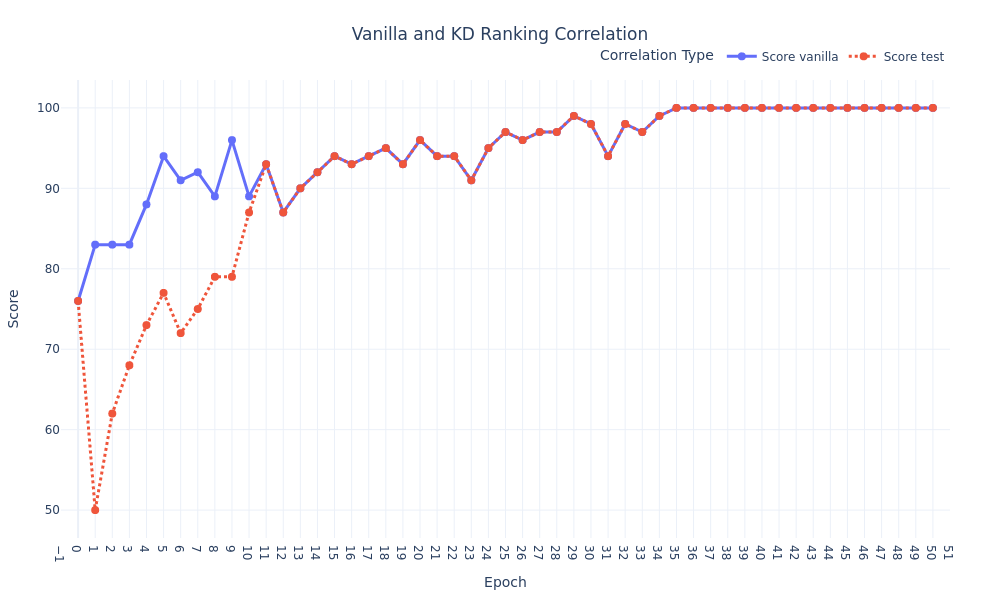 Vanilla and KD Ranking Correlation
Correlation Type Score vanilla Score test
100
90
80
70
60
50
Score
−1 0 1 2 3 4 5 6 7 8 9 10 11 12 13 14 15 16 17 18 19 20 21 22 23 24 25 26 27 28 29 30 31 32 33 34 35 36 37 38 39 40 41 42 43 44 45 46 47 48 49 50 51
Epoch